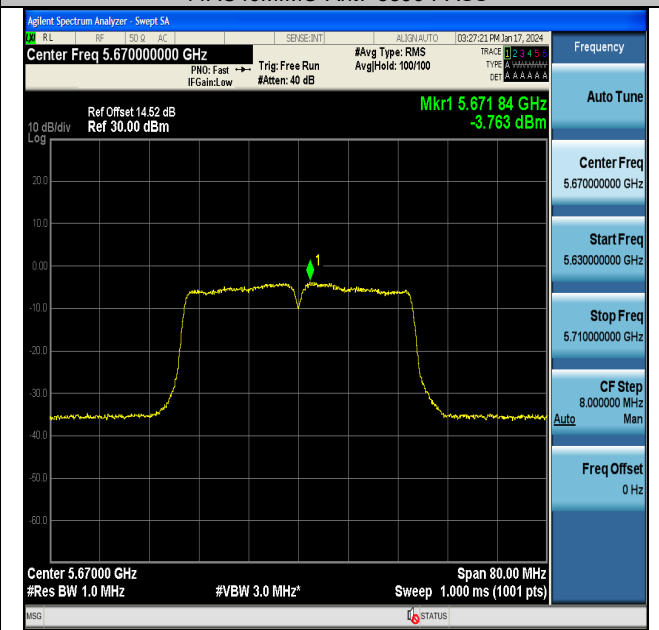 Agilent Spectrum Analyzer - Swept SA
RL RF 50 Ω AC SENSE:INT ALIGN AUTO 03:27:21 PM Jan 17, 2024
Center Freq 5.670000000 GHz
PNO: Fast
IFGain:Low
Trig: Free Run
#Atten: 40 dB
#Avg Type: RMS
Avg|Hold: 100/100
TRACE 1 2 3 4 5 6
TYPE A
DET A A A A A A
Ref Offset 14.52 dB
10 dB/div Ref 30.00 dBm
Log
Mkr1 5.671 84 GHz
-3.763 dBm
20.0
10.0
0.00
-10.0
-20.0
-30.0
-40.0
-50.0
-60.0
1
Center 5.67000 GHz Span 80.00 MHz
#Res BW 1.0 MHz #VBW 3.0 MHz* Sweep 1.000 ms (1001 pts)
MSG STATUS
Frequency
Auto Tune
Center Freq
5.670000000 GHz
Start Freq
5.630000000 GHz
Stop Freq
5.710000000 GHz
CF Step
8.000000 MHz
Auto Man
Freq Offset
0 Hz